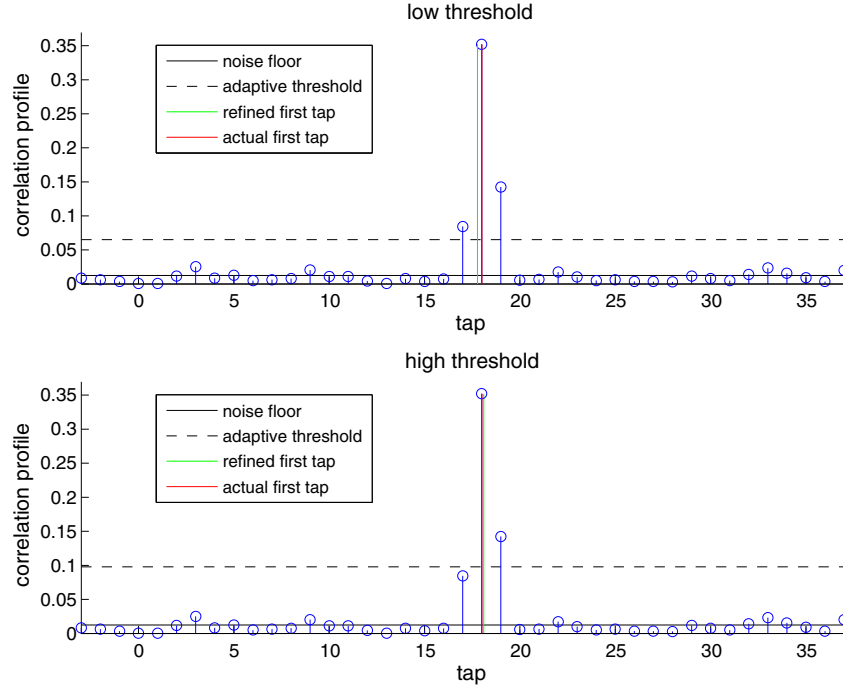 low threshold
correlation profile
0.35
0.3
0.25
0.2
0.15
0.1
0.05
0
noise floor
adaptive threshold
refined first tap
actual first tap
0 5 10 15 20 25 30 35
tap
high threshold
correlation profile
0.35
0.3
0.25
0.2
0.15
0.1
0.05
0
noise floor
adaptive threshold
refined first tap
actual first tap
0 5 10 15 20 25 30 35
tap